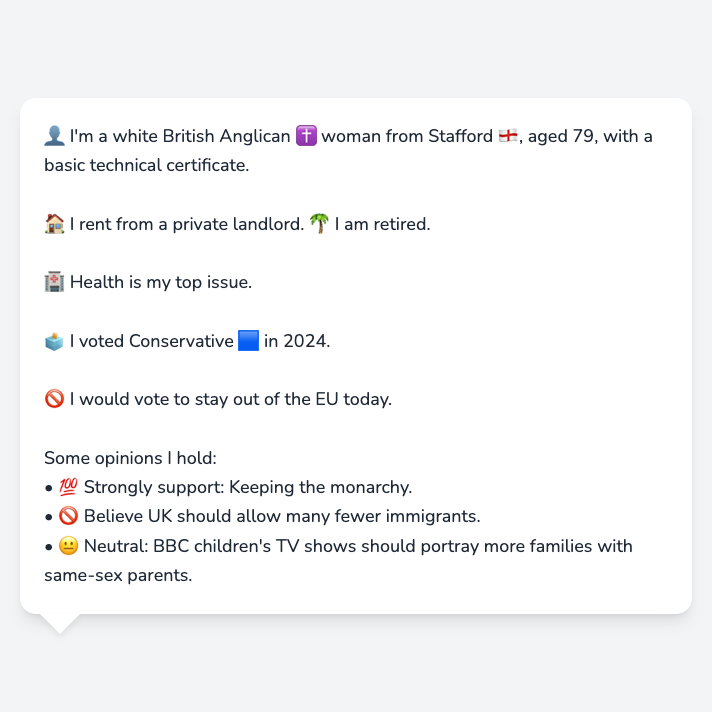 👤 I'm a white British Anglican ✝️ woman from Stafford 🏴󠁧󠁢󠁥󠁮󠁧󠁿, aged 79, with a
basic technical certificate.
🏠 I rent from a private landlord. 🌴 I am retired.
🏥 Health is my top issue.
🗳️ I voted Conservative 🟦 in 2024.
🚫 I would vote to stay out of the EU today.
Some opinions I hold:
• 💯 Strongly support: Keeping the monarchy.
• 🚫 Believe UK should allow many fewer immigrants.
• 😐 Neutral: BBC children's TV shows should portray more families with
same-sex parents.